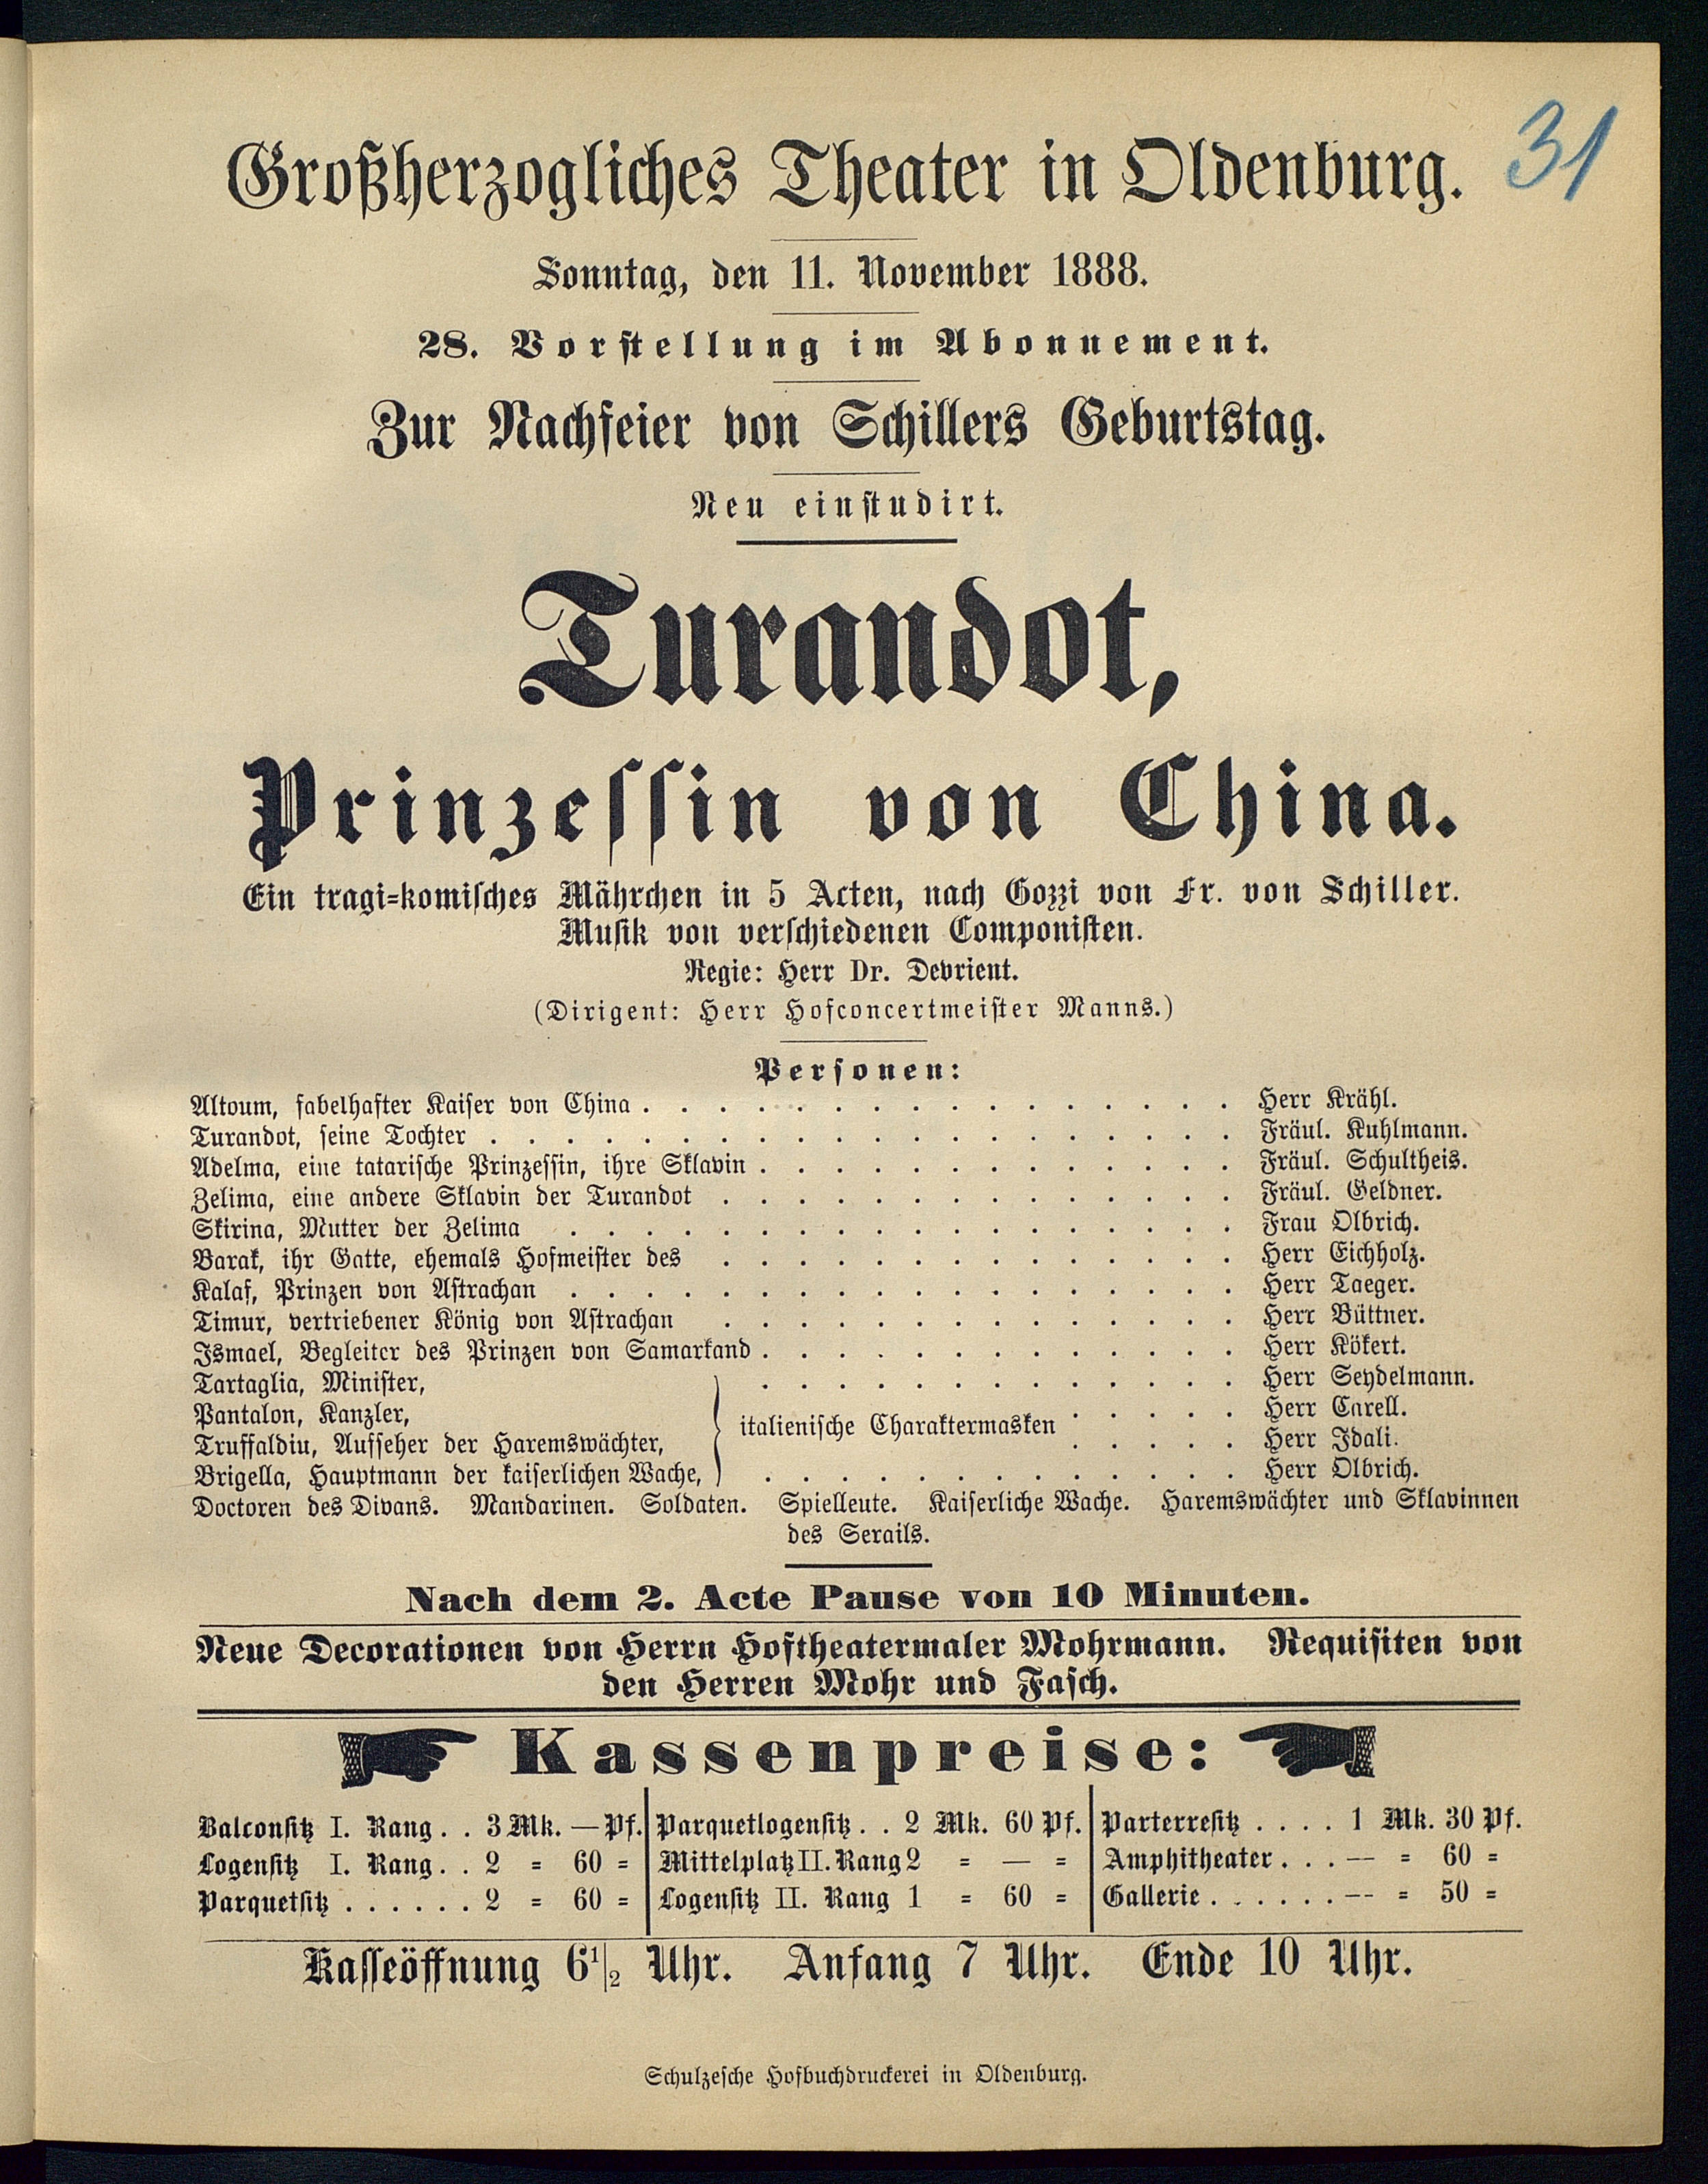 31
Großherzogliches Theater in Oldenburg.
Sonntag, den 11. November 1888.
28. Vorstellung im Abonnement.
Zur Nachfeier von Schillers Geburtstag.
Neu einstudirt.
Turandot,
Prinzessin von China.
Ein tragi-komisches Mährchen in 5 Acten, nach Gozzi von Fr. von Schiller.
Musik von verschiedenen Componisten.
Regie: Herr Dr. Devrient.
(Dirigent: Herr Hofconcertmeister Manns.)
Personen:
Altoum, fabelhafter Kaiser von China . . . . . . . . . . . . . . . . Herr Krähl.
Turandot, seine Tochter . . . . . . . . . . . . . . . . . . . . Fräul. Kuhlmann.
Adelma, eine tatarische Prinzessin, ihre Sklavin . . . . . . . . . . . . . Fräul. Schultheis.
Zelima, eine andere Sklavin der Turandot . . . . . . . . . . . . . . Fräul. Geldner.
Skirina, Mutter der Zelima . . . . . . . . . . . . . . . . . . Frau Olbrich.
Barak, ihr Gatte, ehemals Hofmeister des . . . . . . . . . . . . . . Herr Eichholz.
Kalaf, Prinzen von Astrachan . . . . . . . . . . . . . . . . . . Herr Taeger.
Timur, vertriebener König von Astrachan . . . . . . . . . . . . . . Herr Büttner.
Ismael, Begleiter des Prinzen von Samarkand . . . . . . . . . . . . . Herr Kökert.
Tartaglia, Minister, . . . . . . . . . . . . . Herr Seydelmann.
Pantalon, Kanzler, . . . . . Herr Carell.
italienische Charaktermasken
Truffaldin, Aufseher der Haremswächter, . . . . . Herr Idali.
Brigella, Hauptmann der kaiserlichen Wache, . . . . . . . . . . . . . Herr Olbrich.
Doctoren des Divans. Mandarinen. Soldaten. Spielleute. Kaiserliche Wache. Haremswächter und Sklavinnen
des Serails.
Nach dem 2. Acte Pause von 10 Minuten.
Neue Decorationen von Herrn Hoftheatermaler Mohrmann. Requisiten von
den Herren Mohr und Fasch.
Kassenpreise:
Balconsitz I. Rang . . 3 Mk. — Pf. Parquetlogensitz . . 2 Mk. 60 Pf. Parterresitz . . . . 1 Mk. 30 Pf.
Logensitz I. Rang . . 2 = 60 = Mittelplatz II. Rang 2 = — = Amphitheater . . . — = 60 =
Parquetsitz . . . . . . 2 = 60 = Logensitz II. Rang 1 = 60 = Gallerie . . . . . . — = 50 =
Kasseöffnung 6 1/2 Uhr. Anfang 7 Uhr. Ende 10 Uhr.
Schulzesche Hofbuchdruckerei in Oldenburg.